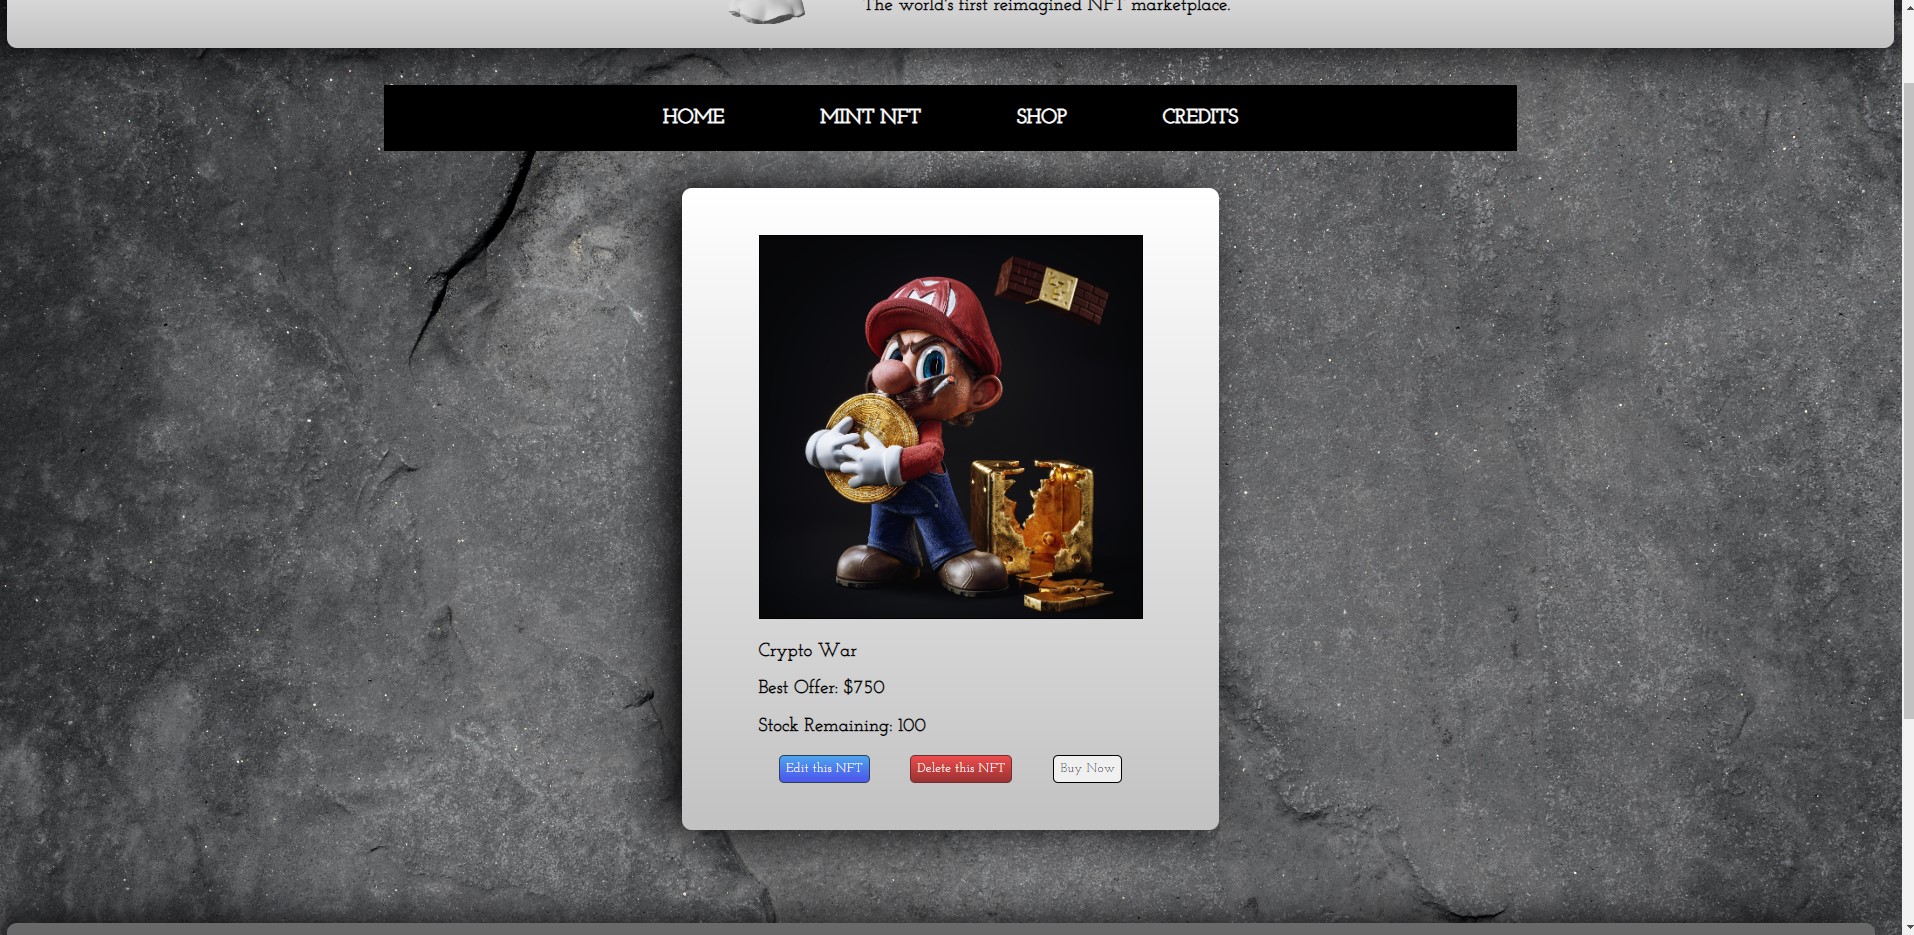 The world's first reimagined NFT marketplace.
HOME MINT NFT SHOP CREDITS
Crypto War
Best Offer: $750
Stock Remaining: 100
Edit this NFT Delete this NFT Buy Now